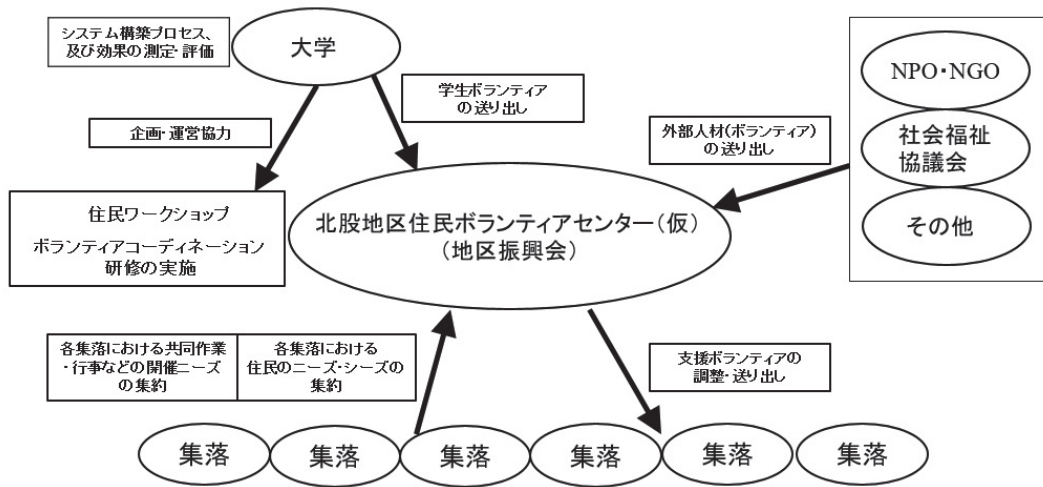 システム構築プロセス、
及び効果の測定・評価
大学
学生ボランティア
の送り出し
企画・運営協力
住民ワークショップ
ボランティアコーディネーション
研修の実施
NPO・NGO
社会福祉
協議会
その他
外部人材(ボランティア)
の送り出し
北股地区住民ボランティアセンター(仮)
(地区振興会)
各集落における共同作業
・行事などの開催ニーズ
の集約
各集落における
住民のニーズ・シーズの
集約
支援ボランティアの
調整・送り出し
集落
集落
集落
集落
集落
集落